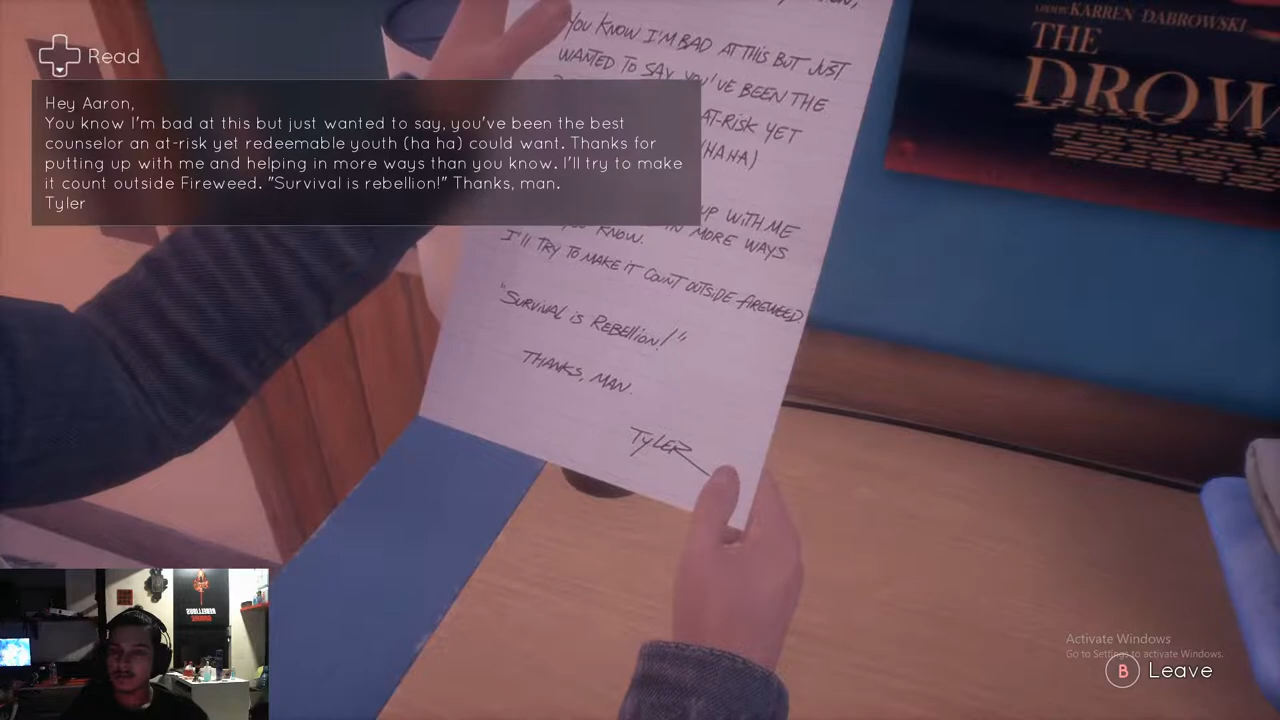 Read
Hey Aaron,
You know I'm bad at this but just wanted to say, you've been the best
counselor an at-risk yet redeemable youth (ha ha) could want. Thanks for
putting up with me and helping in more ways than you know. I'll try to make
it count outside Fireweed. "Survival is rebellion!" Thanks, man.
Tyler
YOU KNOW I'M BAD AT THIS BUT JUST
WANTED TO SAY, YOU'VE BEEN THE
AT-RISK YET
(HAHA)
UP WITH ME
IN MORE WAYS
KNOW.
I'LL TRY TO MAKE IT COUNT OUTSIDE FIREWEED.
"SURVIVAL IS REBELLION!"
THANKS, MAN.
TYLER
KARREN DABROWSKI
THE
DROW
Activate Windows
Go to Settings to activate Windows.
B Leave